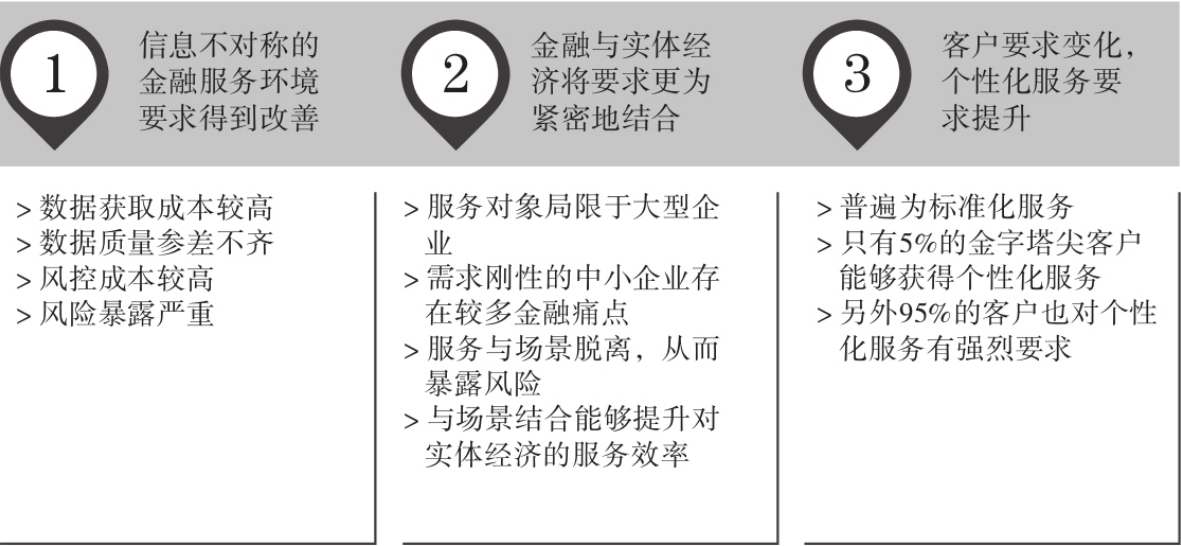 1
信息不对称的
金融服务环境
要求得到改善
> 数据获取成本较高
> 数据质量参差不齐
> 风控成本较高
> 风险暴露严重
2
金融与实体经
济将要求更为
紧密地结合
> 服务对象局限于大型企
业
> 需求刚性的中小企业存
在较多金融痛点
> 服务与场景脱离，从而
暴露风险
> 与场景结合能够提升对
实体经济的服务效率
3
客户要求变化，
个性化服务要
求提升
> 普遍为标准化服务
> 只有5%的金字塔尖客户
能够获得个性化服务
> 另外95%的客户也对个性
化服务有强烈要求